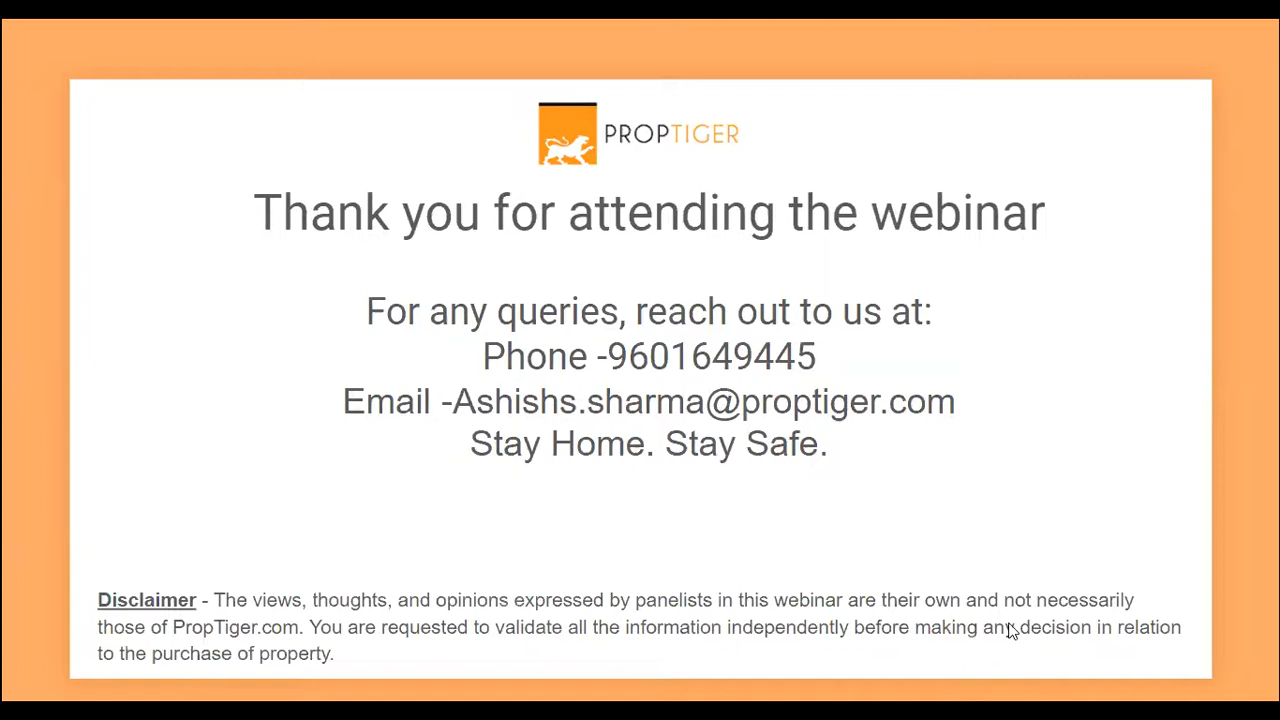 PROPTIGER
Thank you for attending the webinar
For any queries, reach out to us at:
Phone -9601649445
Email -Ashishs.sharma@proptiger.com
Stay Home. Stay Safe.
Disclaimer - The views, thoughts, and opinions expressed by panelists in this webinar are their own and not necessarily
those of PropTiger.com. You are requested to validate all the information independently before making any decision in relation
to the purchase of property.